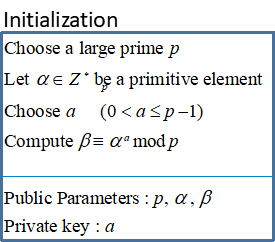 Initialization
Choose a large prime p
Let α ∈ Z*p be a primitive element
Choose a (0 < a ≤ p − 1)
Compute β ≡ α^a mod p
Public Parameters : p, α, β
Private key : a